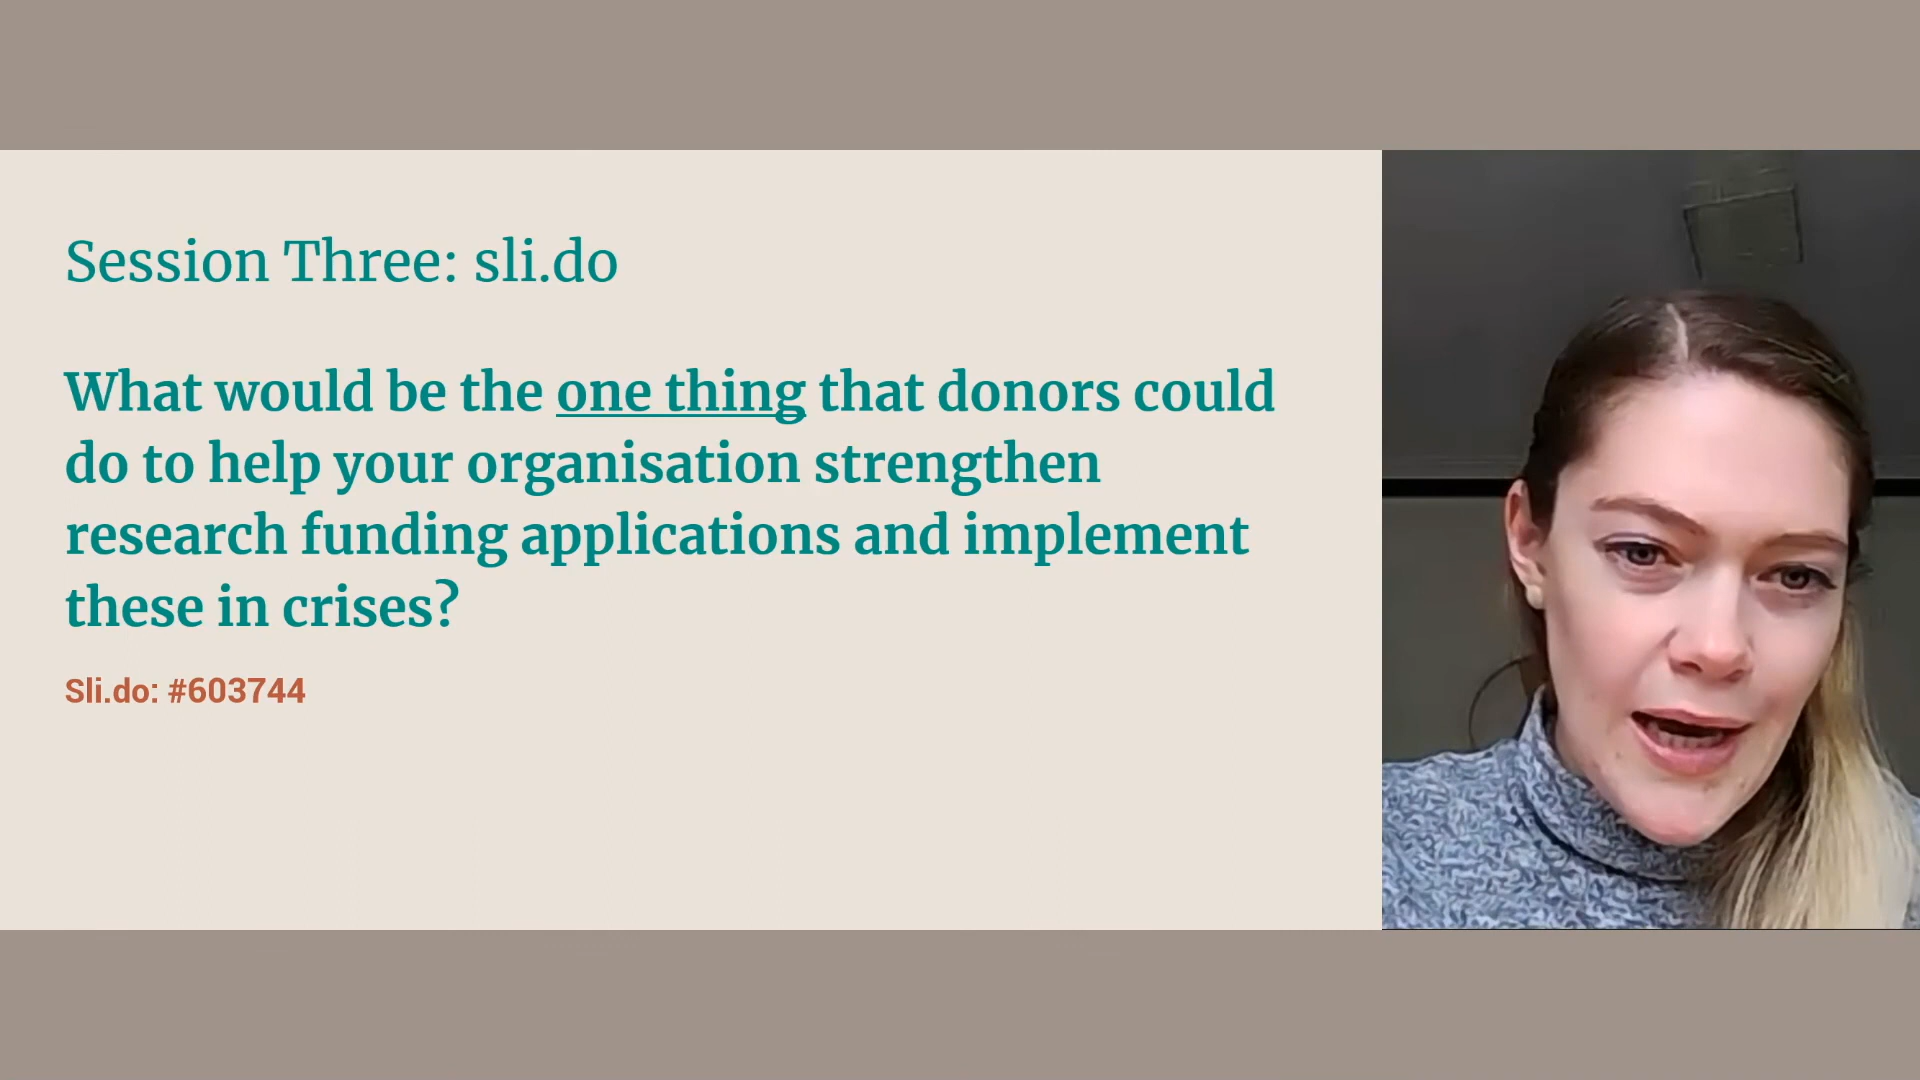 Session Three: sli.do
What would be the one thing that donors could
do to help your organisation strengthen
research funding applications and implement
these in crises?
Sli.do: #603744